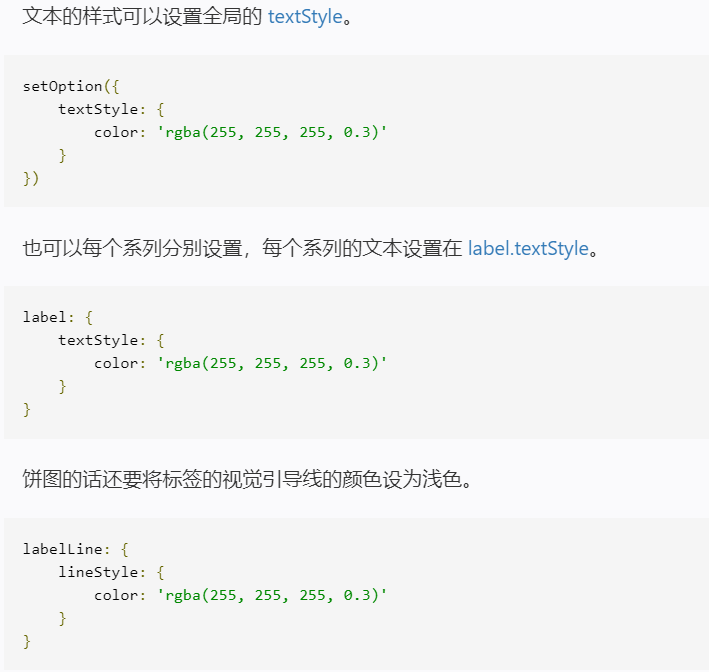 文本的样式可以设置全局的 textStyle。
setOption({
    textStyle: {
        color: 'rgba(255, 255, 255, 0.3)'
    }
})
也可以每个系列分别设置，每个系列的文本设置在 label.textStyle。
label: {
    textStyle: {
        color: 'rgba(255, 255, 255, 0.3)'
    }
}
饼图的话还要将标签的视觉引导线的颜色设为浅色。
labelLine: {
    lineStyle: {
        color: 'rgba(255, 255, 255, 0.3)'
    }
}